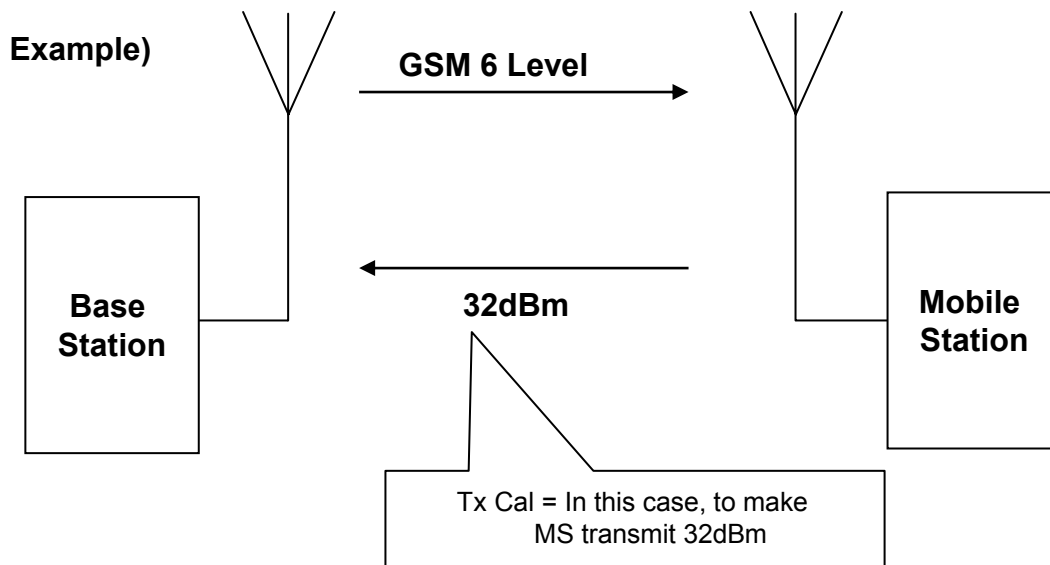 Example)
GSM 6 Level
32dBm
Base
Station
Mobile
Station
Tx Cal = In this case, to make
MS transmit 32dBm